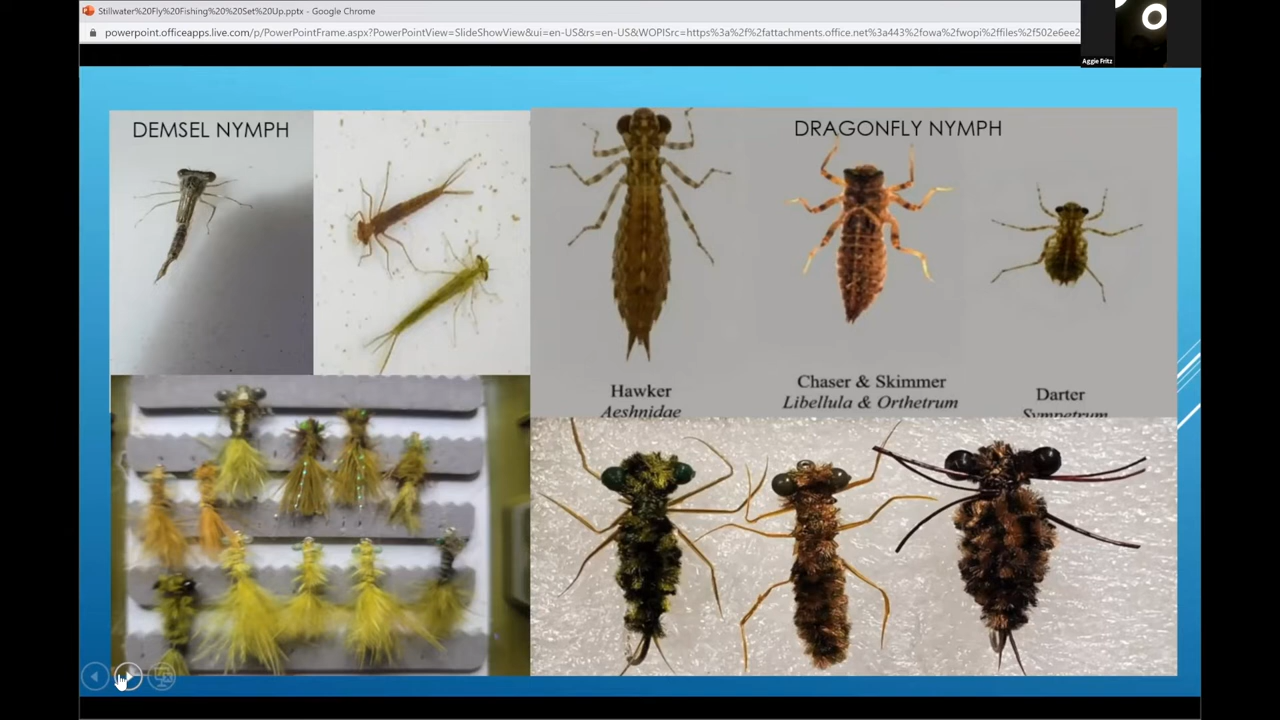 Stillwater%20Fly%20Fishing%20%20Set%20Up.pptx - Google Chrome
powerpoint.officeapps.live.com/p/PowerPointFrame.aspx?PowerPointView=SlideShowView&ui=en-US&rs=en-US&WOPISrc=https%3a%2f%2fattachments.office.net%3a443%2fowa%2fwopi%2ffiles%2f502e6ee2
Aggie Fritz
DEMSEL NYMPH
DRAGONFLY NYMPH
Hawker
Aeshnidae
Chaser & Skimmer
Libellula & Orthetrum
Darter
Sympetrum